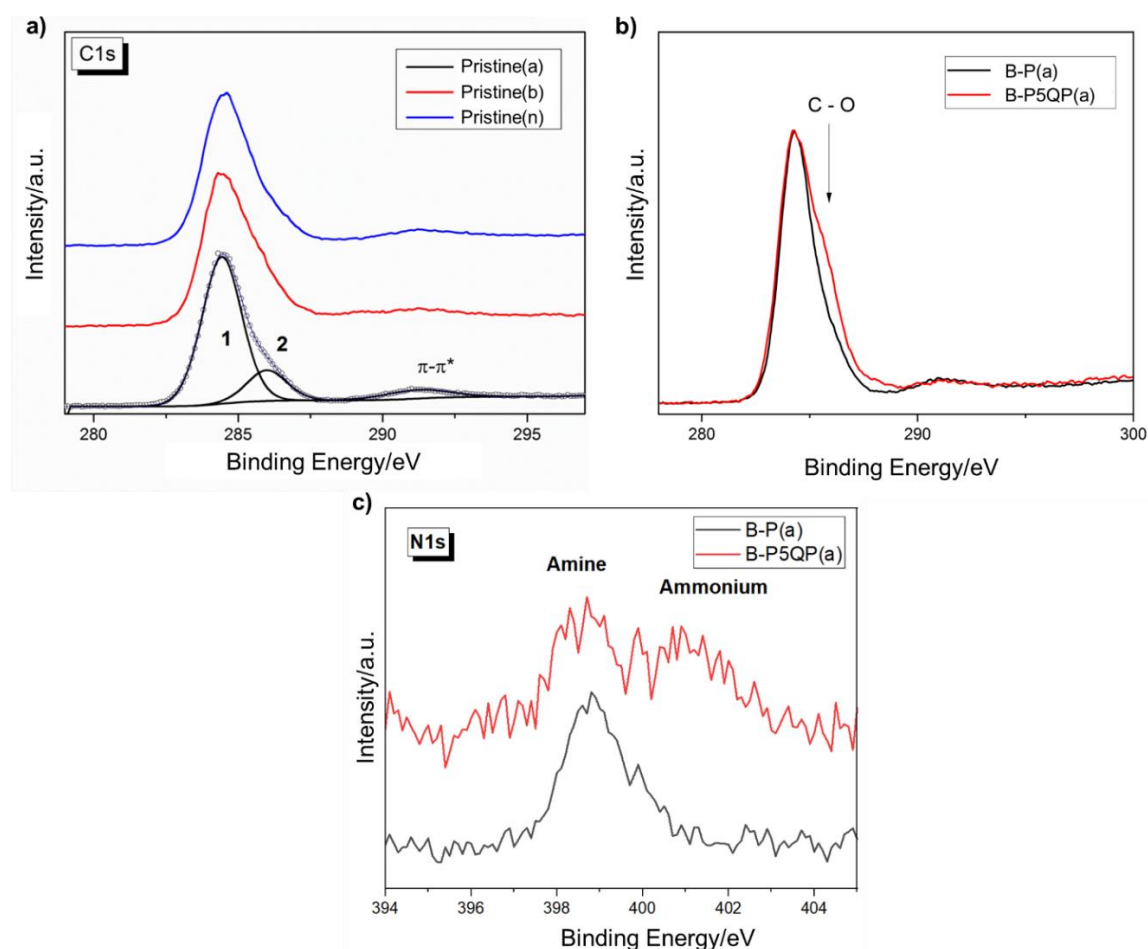 a)
C1s
Pristine(a)
Pristine(b)
Pristine(n)
1
2
π-π*
Intensity/a.u.
280
285
290
295
Binding Energy/eV
b)
B-P(a)
B-P5QP(a)
C - O
Intensity/a.u.
280
290
300
Binding Energy/eV
c)
N1s
B-P(a)
B-P5QP(a)
Amine
Ammonium
Intensity/a.u.
394
396
398
400
402
404
Binding Energy/eV